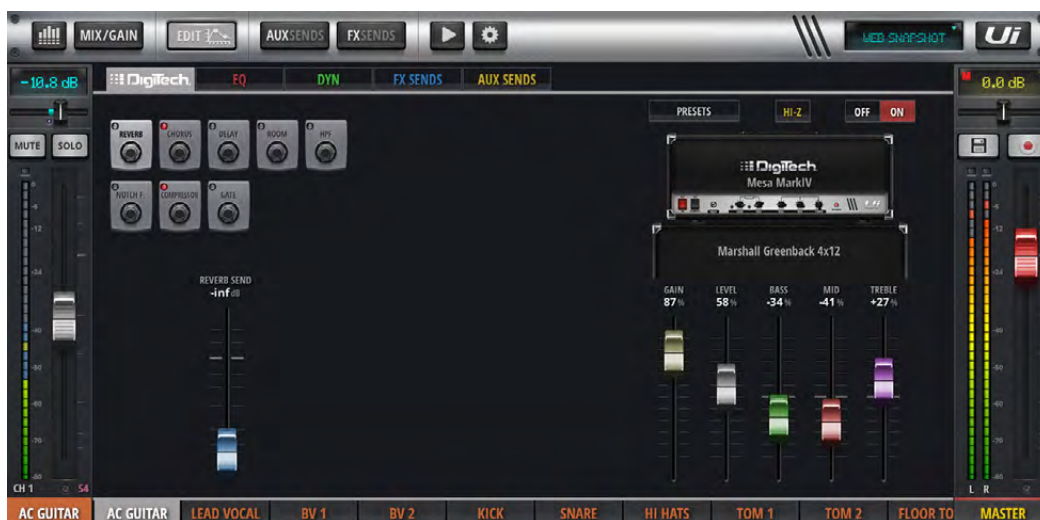 MIX/GAIN EDIT AUXSENDS FXSENDS WEB SNAPSHOT Ui
-10.8 dB DigiTech EQ DYN FX SENDS AUX SENDS 0.0 dB
PRESETS HI-Z OFF ON
REVERB CHORUS DELAY ROOM HPF
MUTE SOLO
DigiTech
Mesa MarkIV
NOTCH F. COMPRESSOR GATE
Marshall Greenback 4x12
REVERB SEND
-inf dB
GAIN LEVEL BASS MID TREBLE
87 % 58 % -34 % -41 % +27 %
CH 1 S4 L R
AC GUITAR AC GUITAR LEAD VOCAL BV 1 BV 2 KICK SNARE HI HATS TOM 1 TOM 2 FLOOR TO MASTER